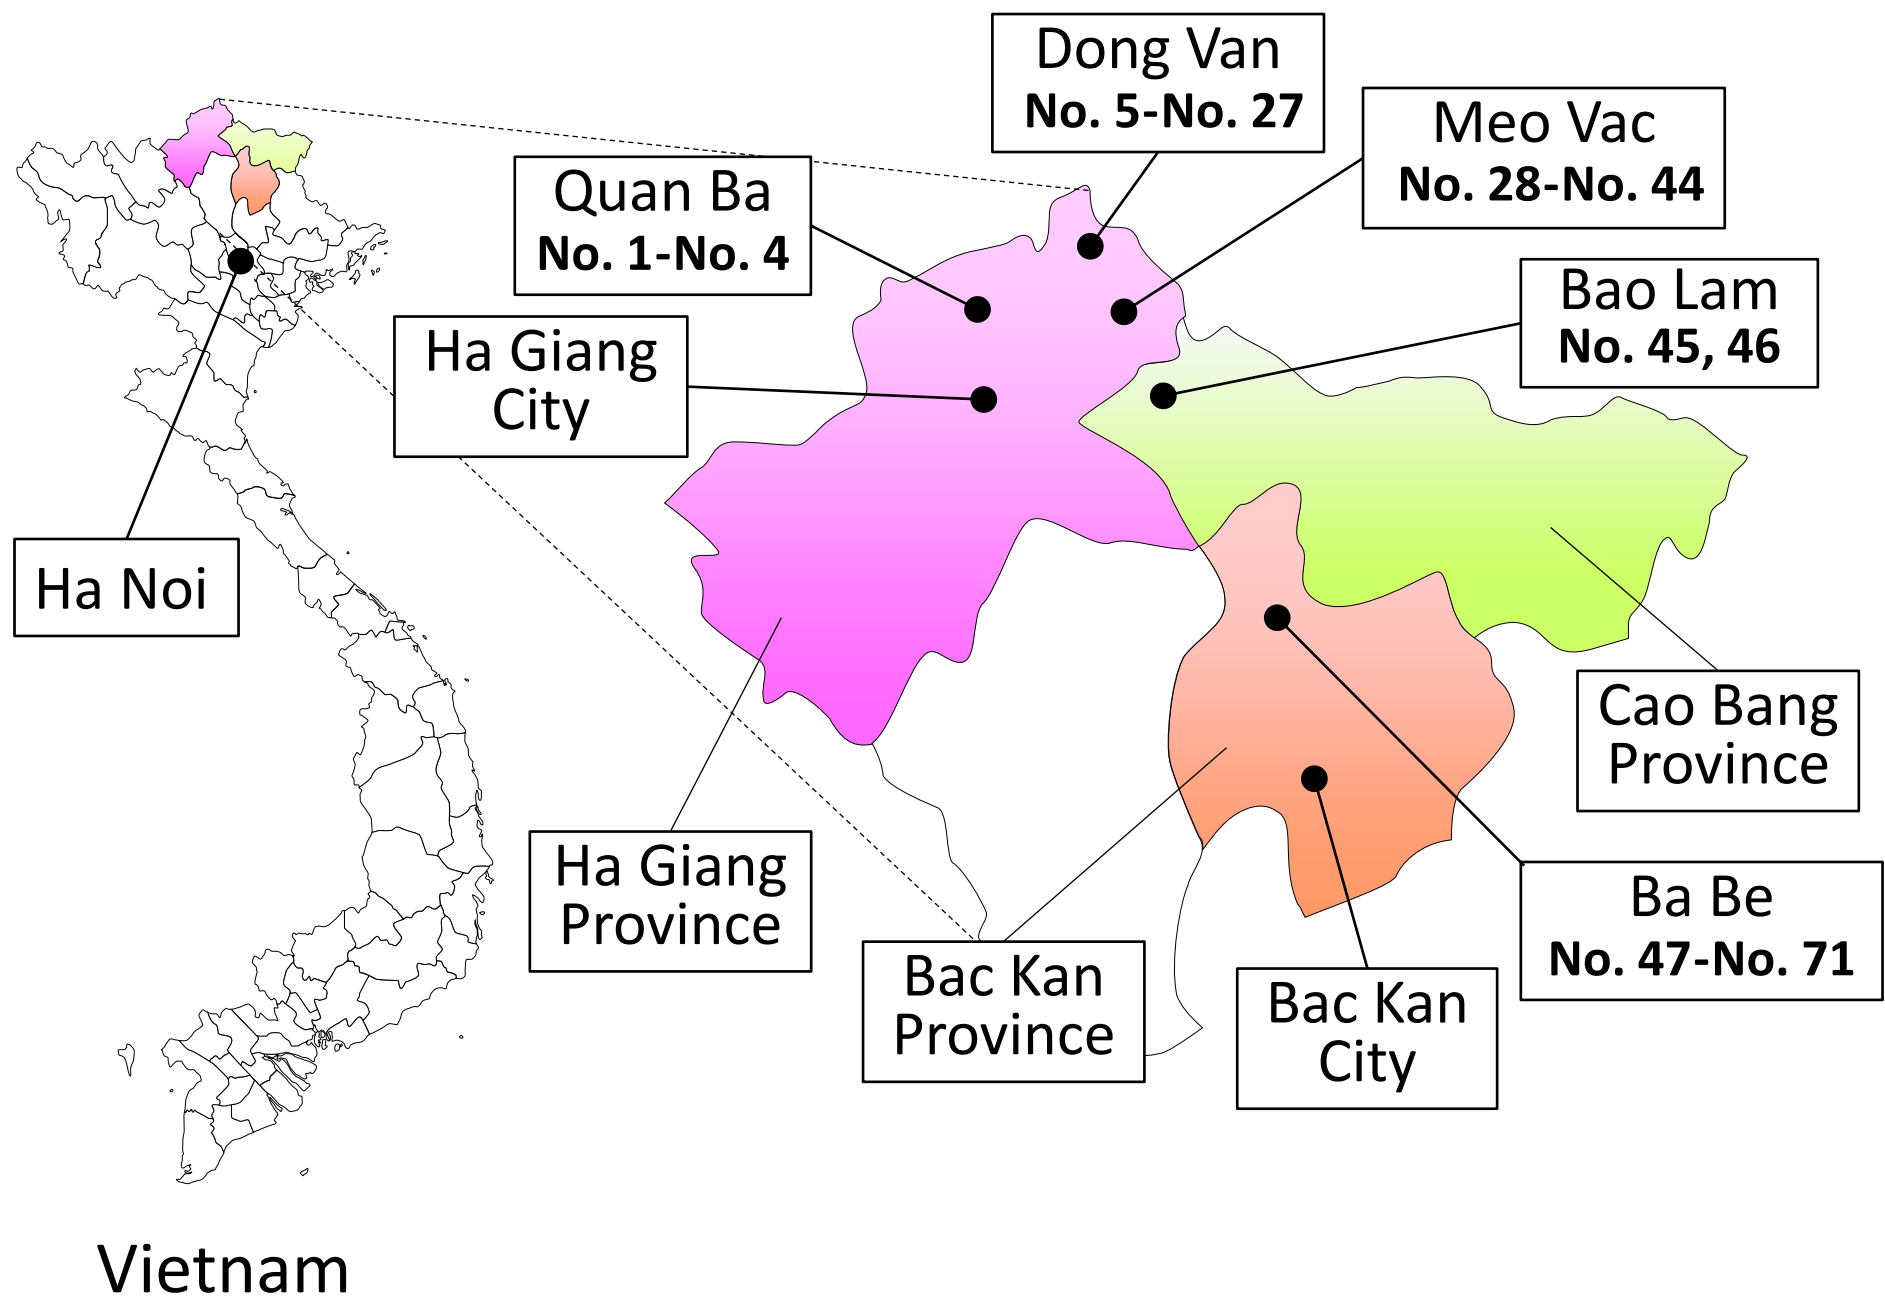 Dong Van
No. 5-No. 27
Meo Vac
No. 28-No. 44
Quan Ba
No. 1-No. 4
Bao Lam
No. 45, 46
Ha Giang
City
Ha Noi
Cao Bang
Province
Ha Giang
Province
Ba Be
No. 47-No. 71
Bac Kan
Province
Bac Kan
City
Vietnam